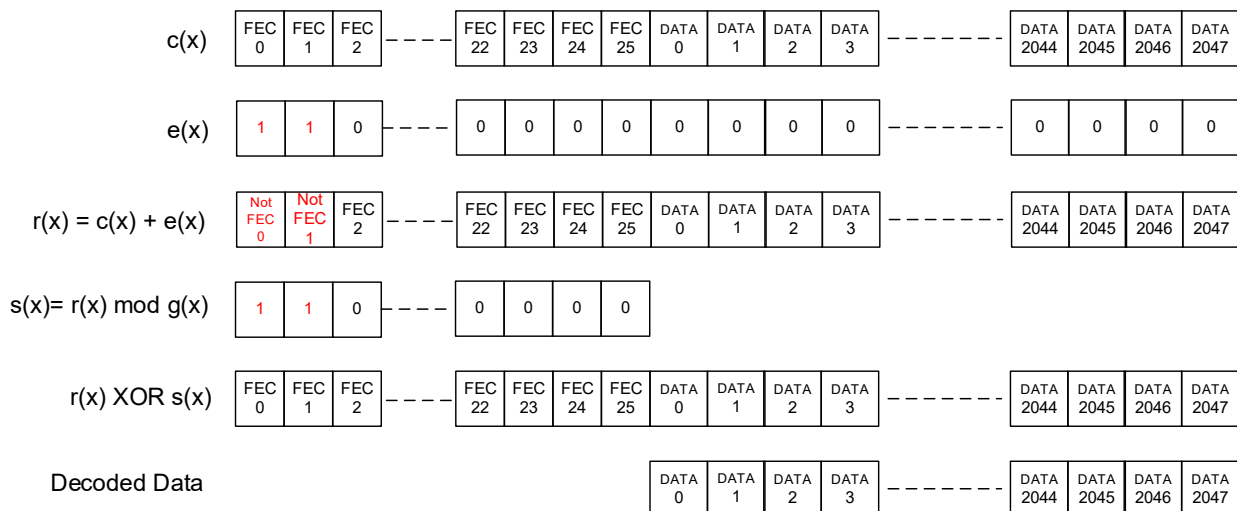 c(x) FEC 0 FEC 1 FEC 2 FEC 22 FEC 23 FEC 24 FEC 25 DATA 0 DATA 1 DATA 2 DATA 3 DATA 2044 DATA 2045 DATA 2046 DATA 2047
e(x) 1 1 0 0 0 0 0 0 0 0 0 0 0 0 0
r(x) = c(x) + e(x) Not FEC 0 Not FEC 1 FEC 2 FEC 22 FEC 23 FEC 24 FEC 25 DATA 0 DATA 1 DATA 2 DATA 3 DATA 2044 DATA 2045 DATA 2046 DATA 2047
s(x)= r(x) mod g(x) 1 1 0 0 0 0 0
r(x) XOR s(x) FEC 0 FEC 1 FEC 2 FEC 22 FEC 23 FEC 24 FEC 25 DATA 0 DATA 1 DATA 2 DATA 3 DATA 2044 DATA 2045 DATA 2046 DATA 2047
Decoded Data DATA 0 DATA 1 DATA 2 DATA 3 DATA 2044 DATA 2045 DATA 2046 DATA 2047